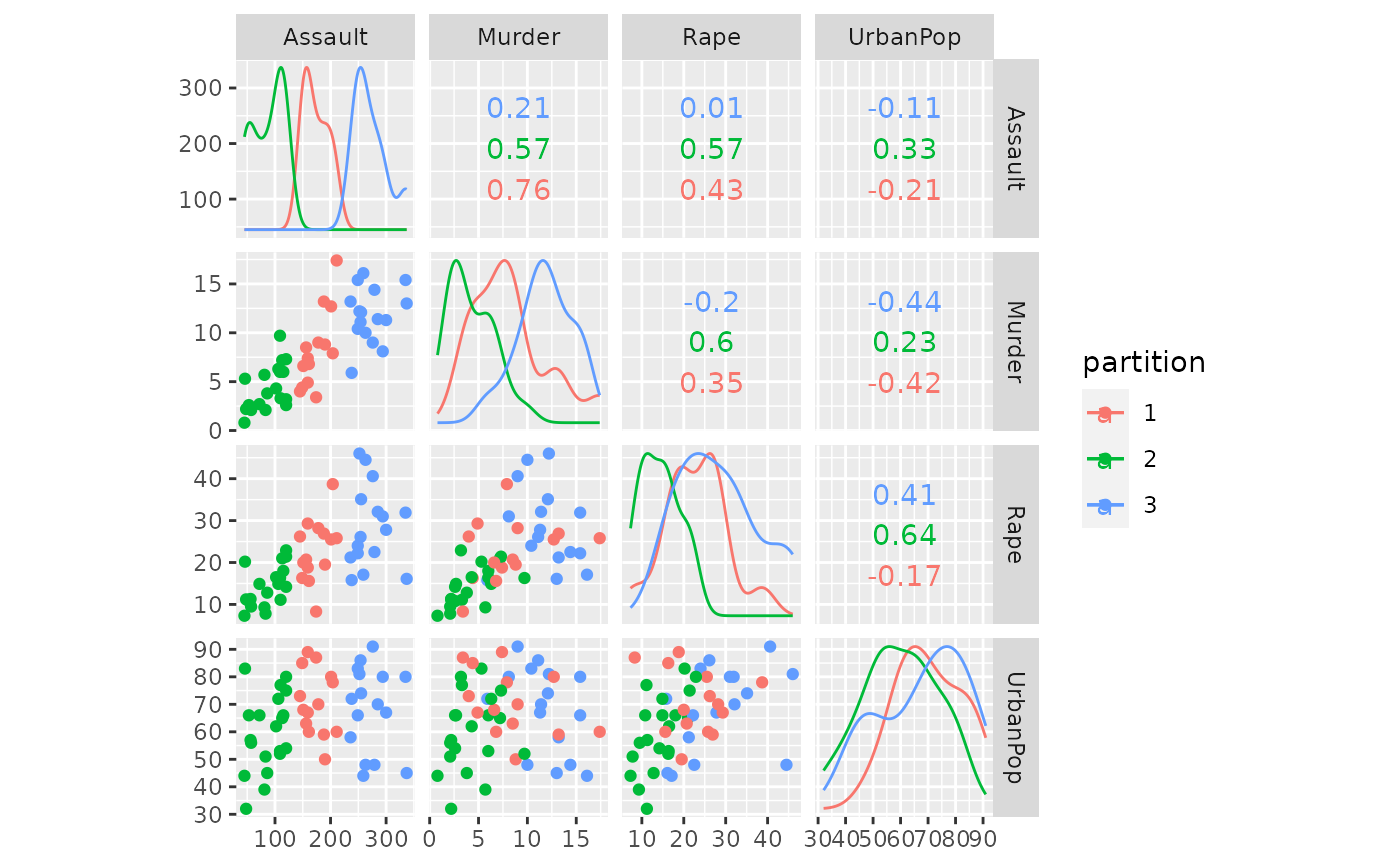 Assault Murder Rape UrbanPop
300
200
100
0.21 0.01 -0.11
0.57 0.57 0.33
0.76 0.43 -0.21
Assault
15
10
5
0
-0.2 -0.44
0.6 0.23
0.35 -0.42
Murder
40
30
20
10
0.41
0.64
-0.17
Rape
90
80
70
60
50
40
30
UrbanPop
100 200 300 0 5 10 15 10 20 30 40 30 40 50 60 70 80 90
partition
a 1
a 2
a 3